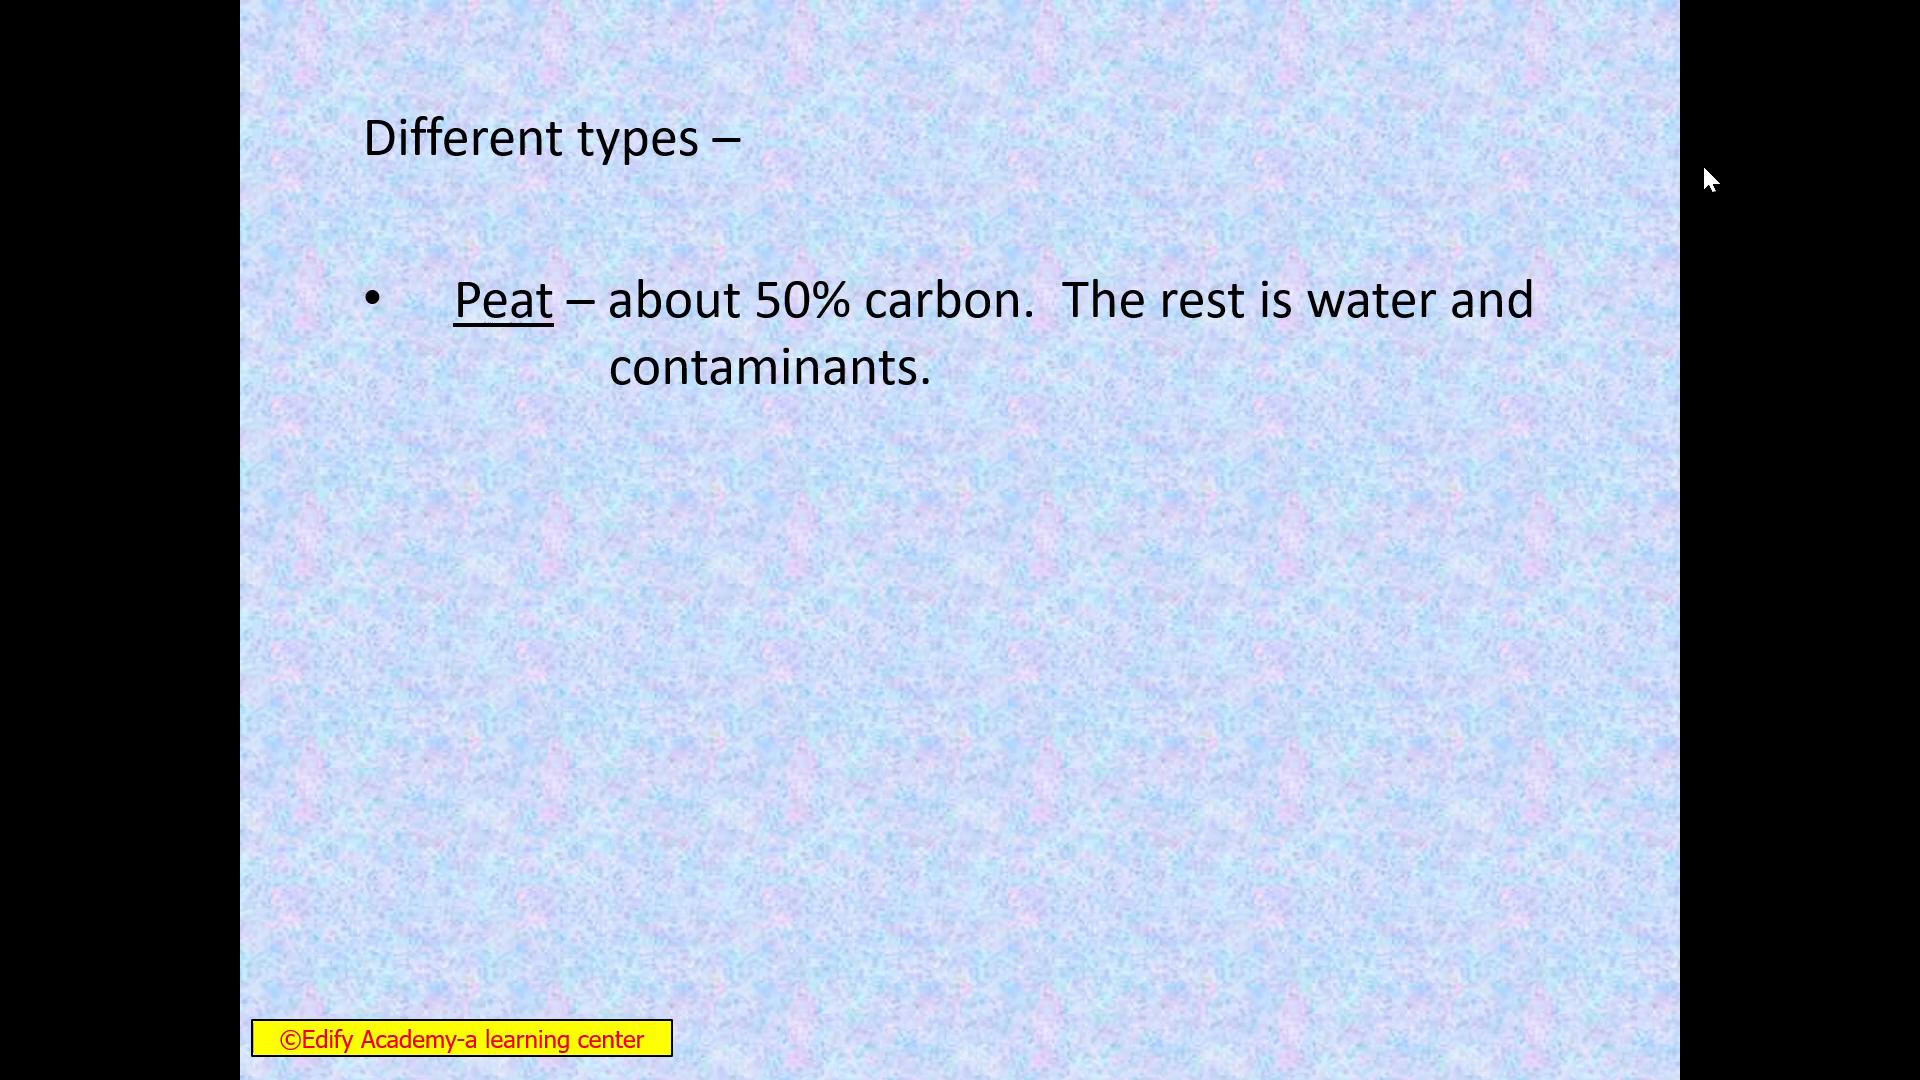 Different types –
• Peat – about 50% carbon.  The rest is water and
contaminants.
©Edify Academy-a learning center